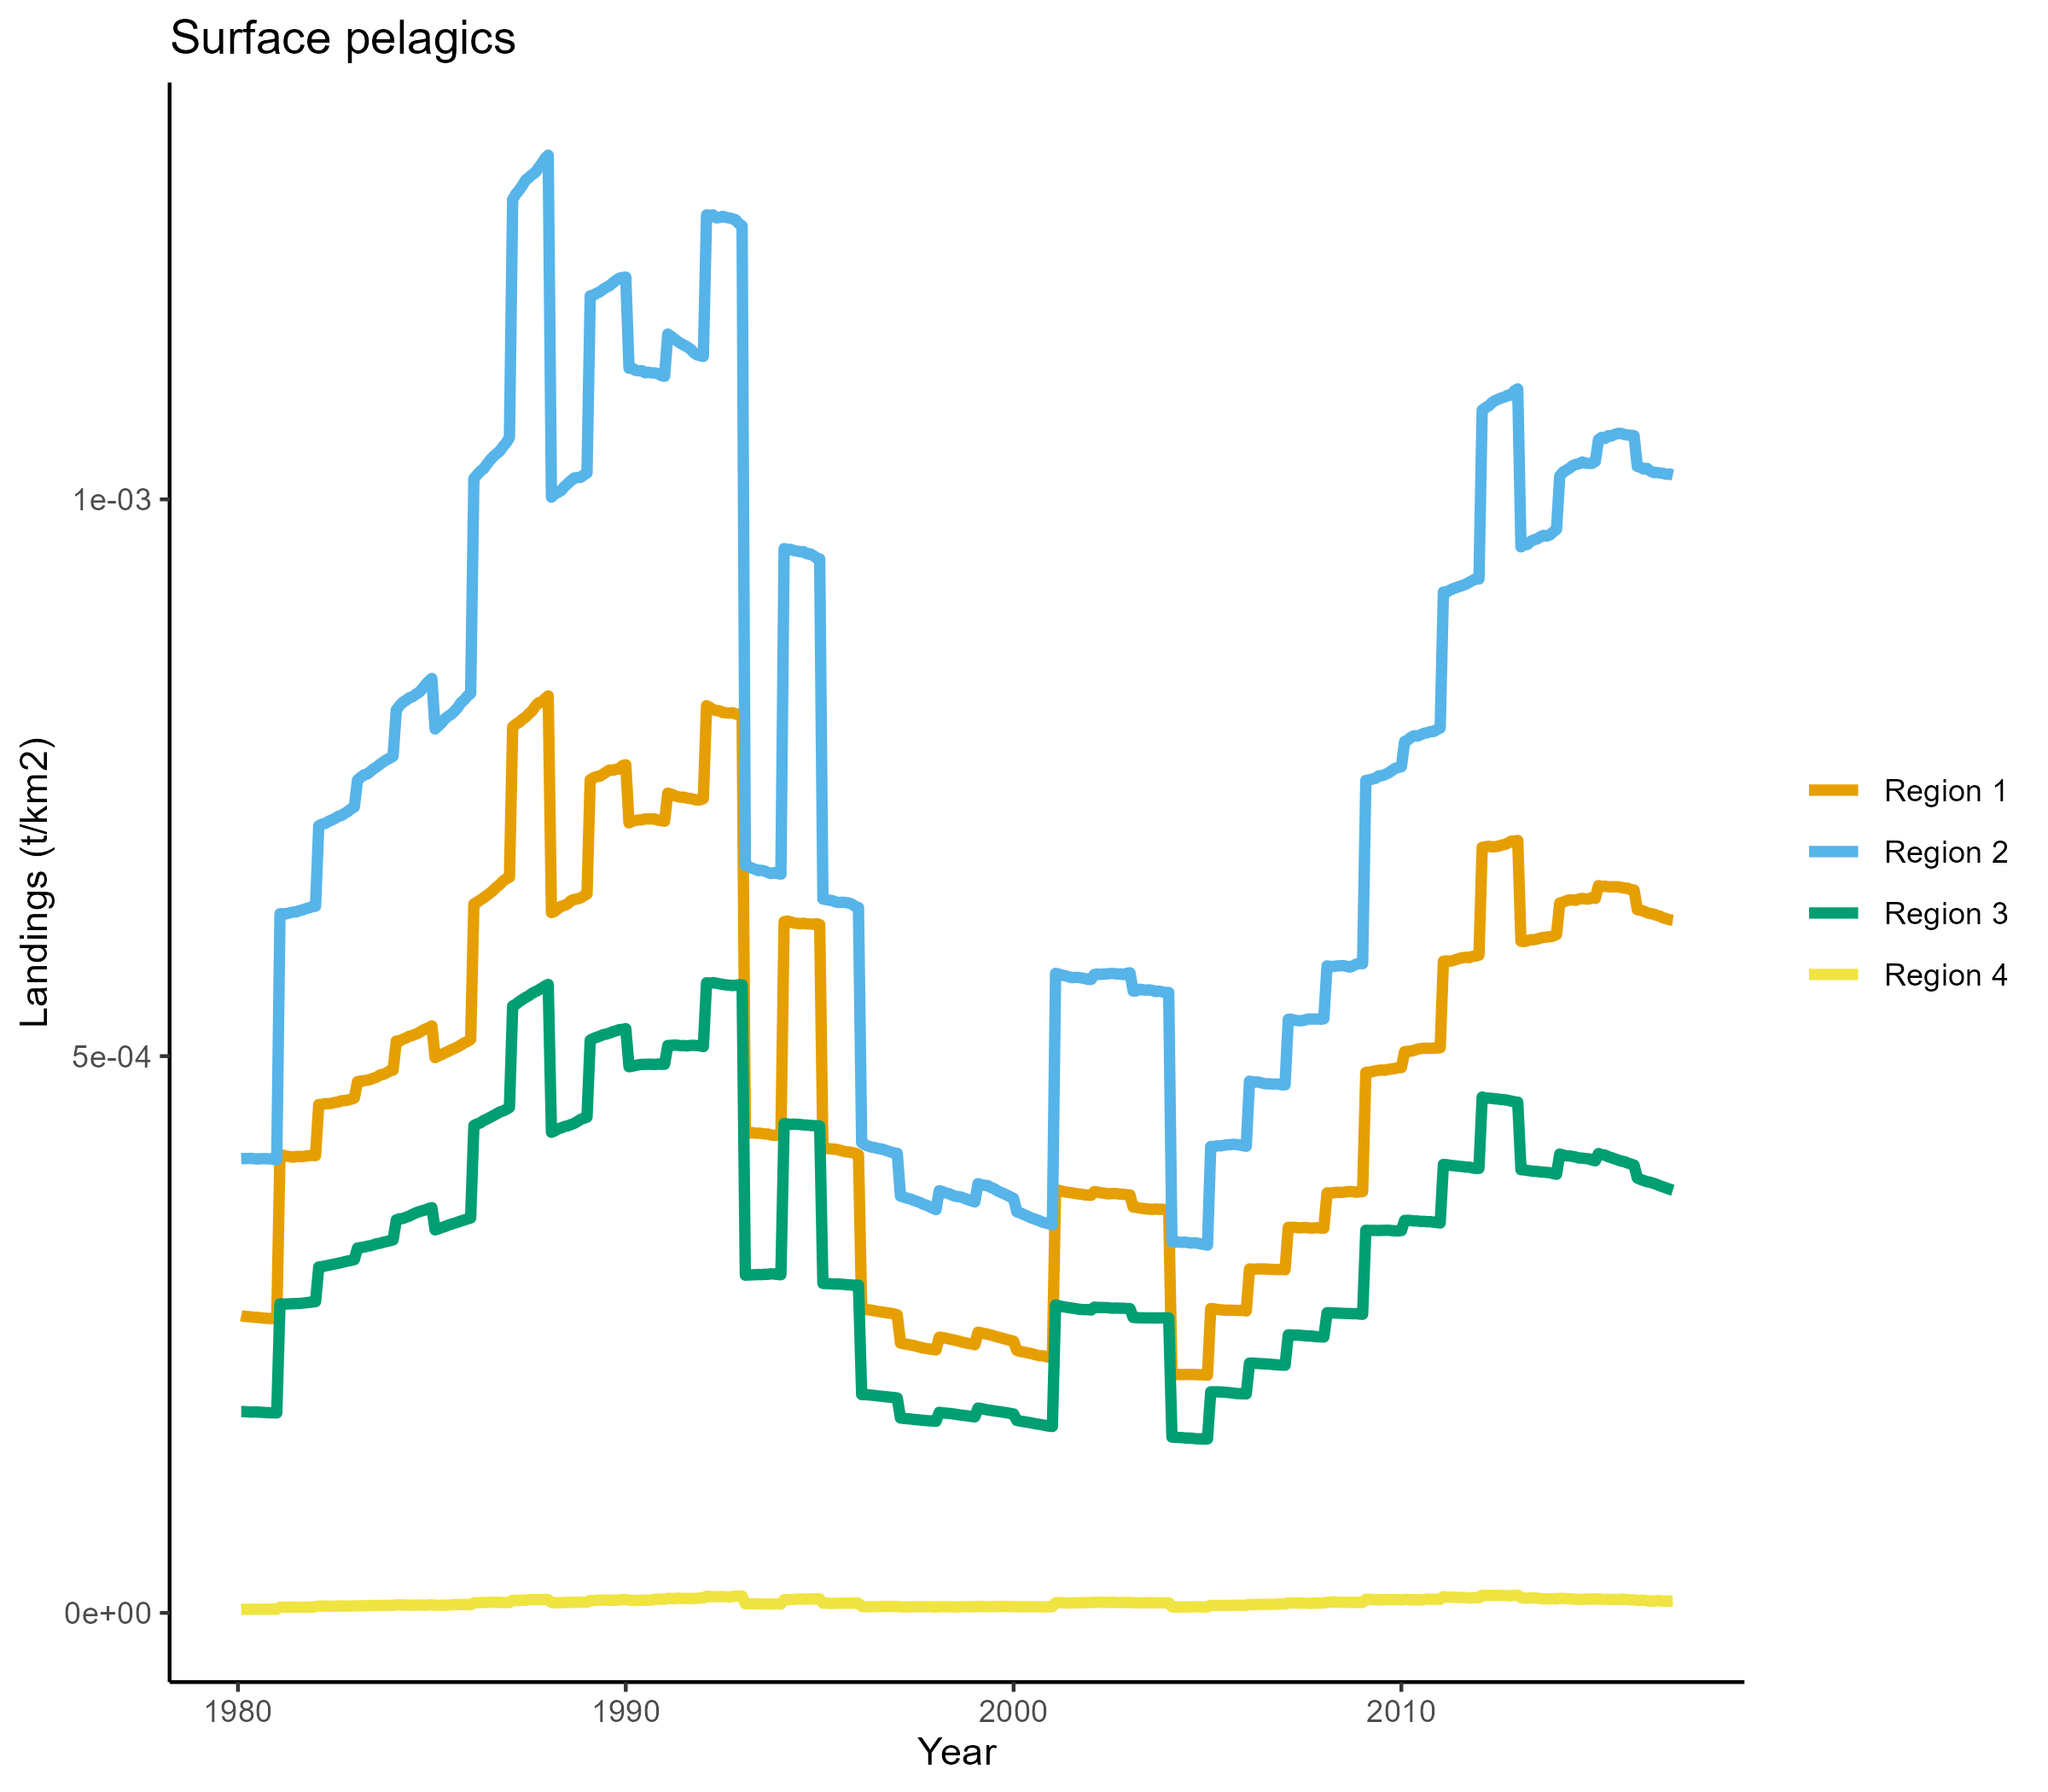 Surface pelagics
Landings (t/km2)
1e-03
5e-04
0e+00
1980
1990
2000
2010
Year
Region 1
Region 2
Region 3
Region 4